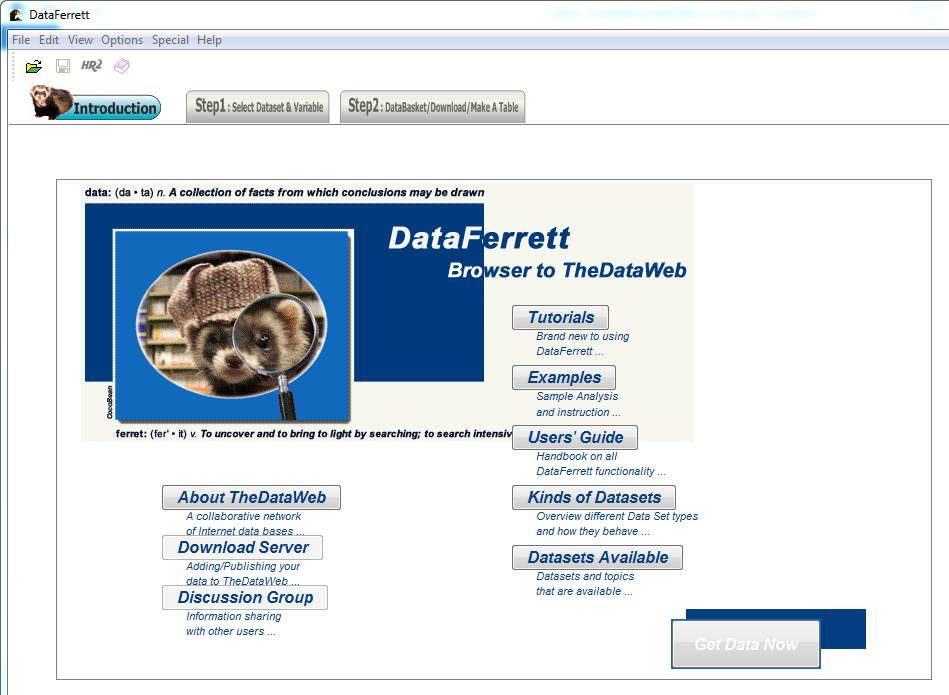 DataFerrett
File Edit View Options Special Help
HR2
Introduction
Step1 : Select Dataset & Variable
Step2 : DataBasket/Download/Make A Table
data: (da • ta) n. A collection of facts from which conclusions may be drawn
DataFerrett
Browser to TheDataWeb
CocoBean
ferret: (fer' • it) v. To uncover and to bring to light by searching; to search intensiv
Tutorials
Brand new to using
DataFerrett ...
Examples
Sample Analysis
and instruction ...
Users' Guide
Handbook on all
DataFerrett functionality ...
Kinds of Datasets
Overview different Data Set types
and how they behave ...
Datasets Available
Datasets and topics
that are available ...
About TheDataWeb
A collaborative network
of Internet data bases ...
Download Server
Adding/Publishing your
data to TheDataWeb ...
Discussion Group
Information sharing
with other users ...
Get Data Now